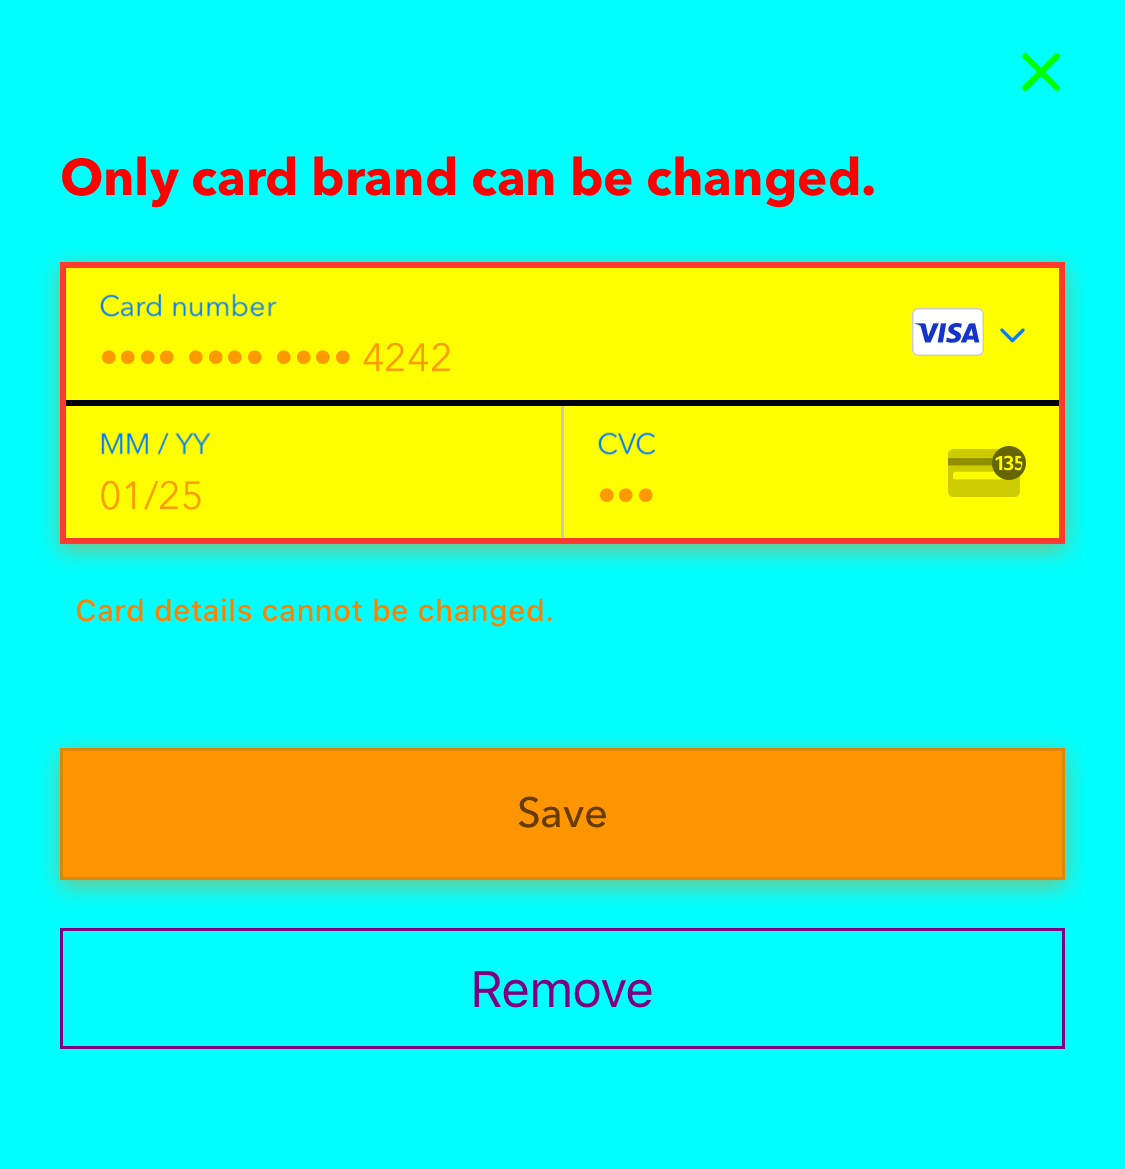 Only card brand can be changed.
Card number
VISA
•••• •••• •••• 4242
MM / YY
CVC
135
01/25
•••
Card details cannot be changed.
Save
Remove